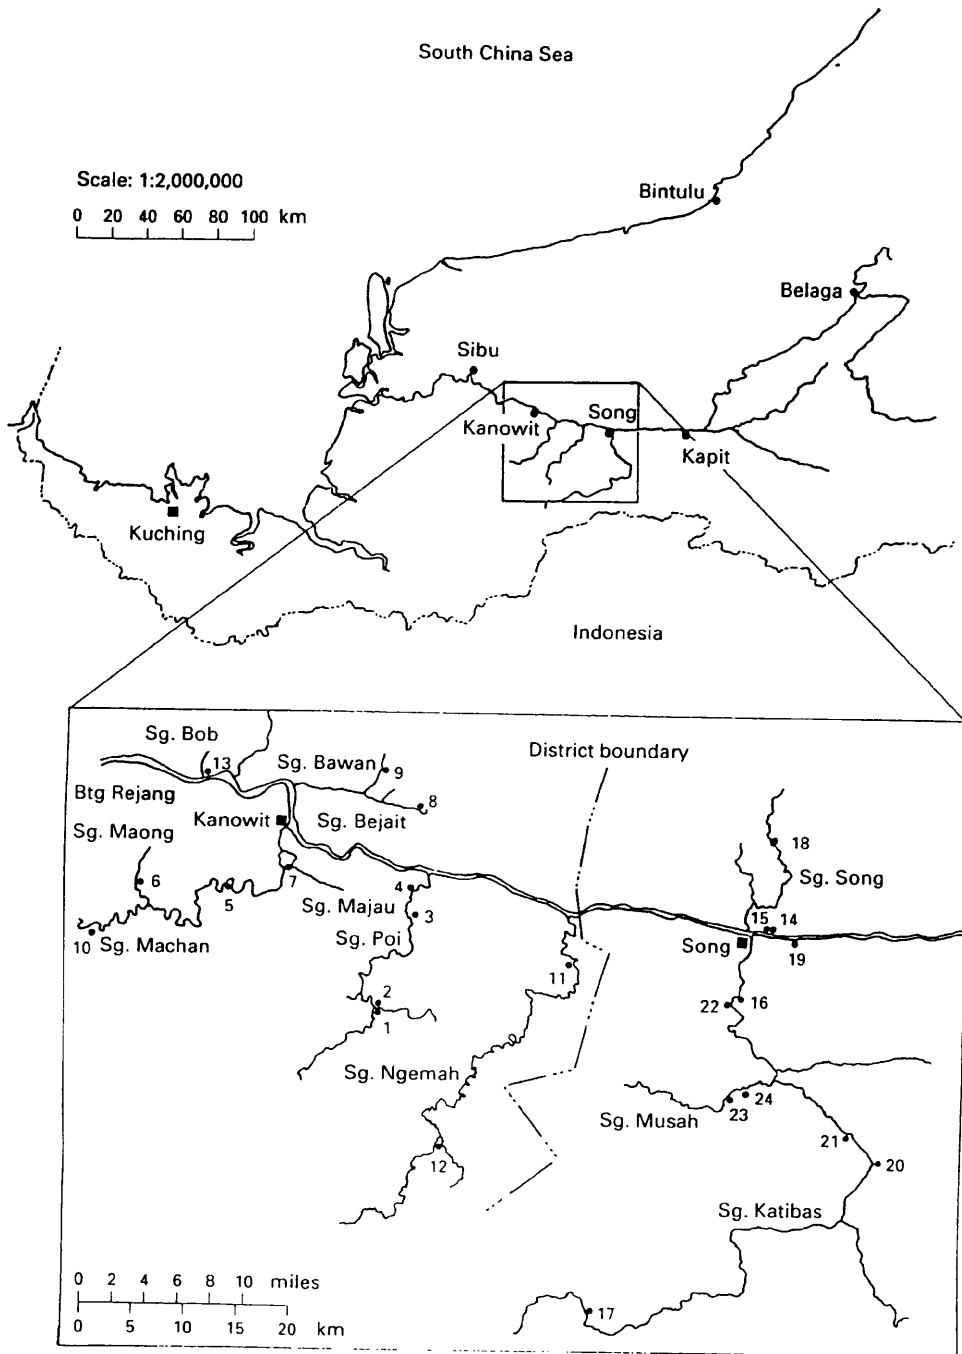 South China Sea
Scale: 1:2,000,000
0 20 40 60 80 100 km
Bintulu
Belaga
Sibu
Kanowit
Song
Kapit
Kuching
Indonesia
Sg. Bob
District boundary
13
Sg. Bawan
9
Btg Rejang
8
Kanowit
Sg. Bejait
Sg. Maong
18
6
7
4
Sg. Song
5
Sg. Majau
3
15 14
10 Sg. Machan
Sg. Poi
Song
19
11
2
22
16
1
Sg. Ngemah
24
23
Sg. Musah
21
12
20
Sg. Katibas
0 2 4 6 8 10 miles
17
0 5 10 15 20 km